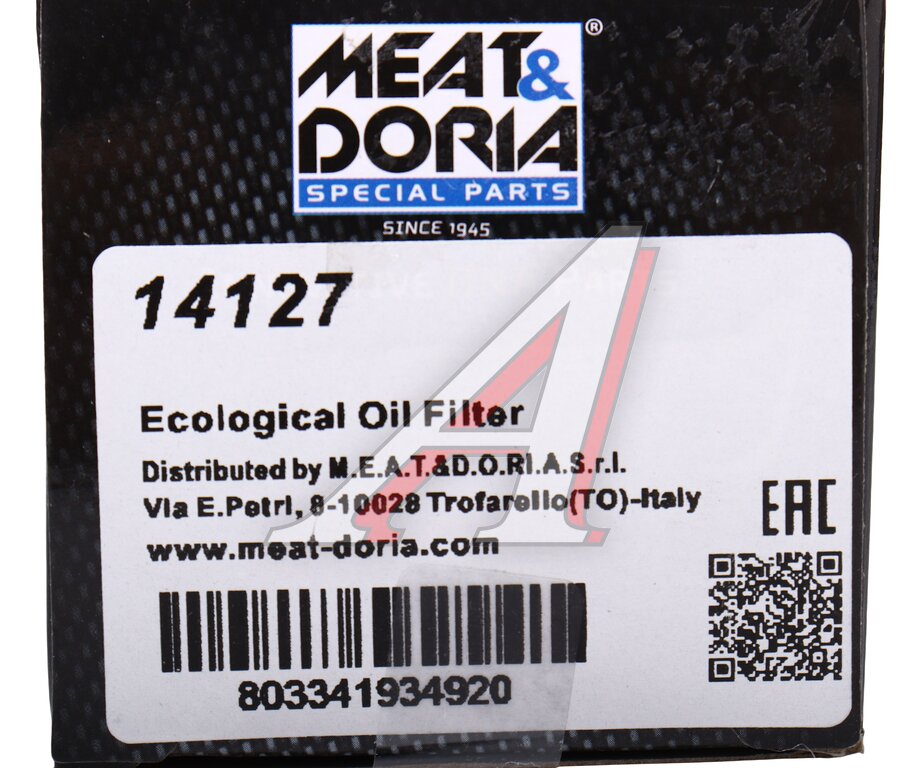 MEAT&
DORIA®
SPECIAL PARTS
SINCE 1945
14127
Ecological Oil Filter
Distributed by M.E.A.T.&D.O.RI.A.S.r.l.
Via E.Petri, 8-10028 Trofarello(TO)-Italy
www.meat-doria.com
EAC
803341934920